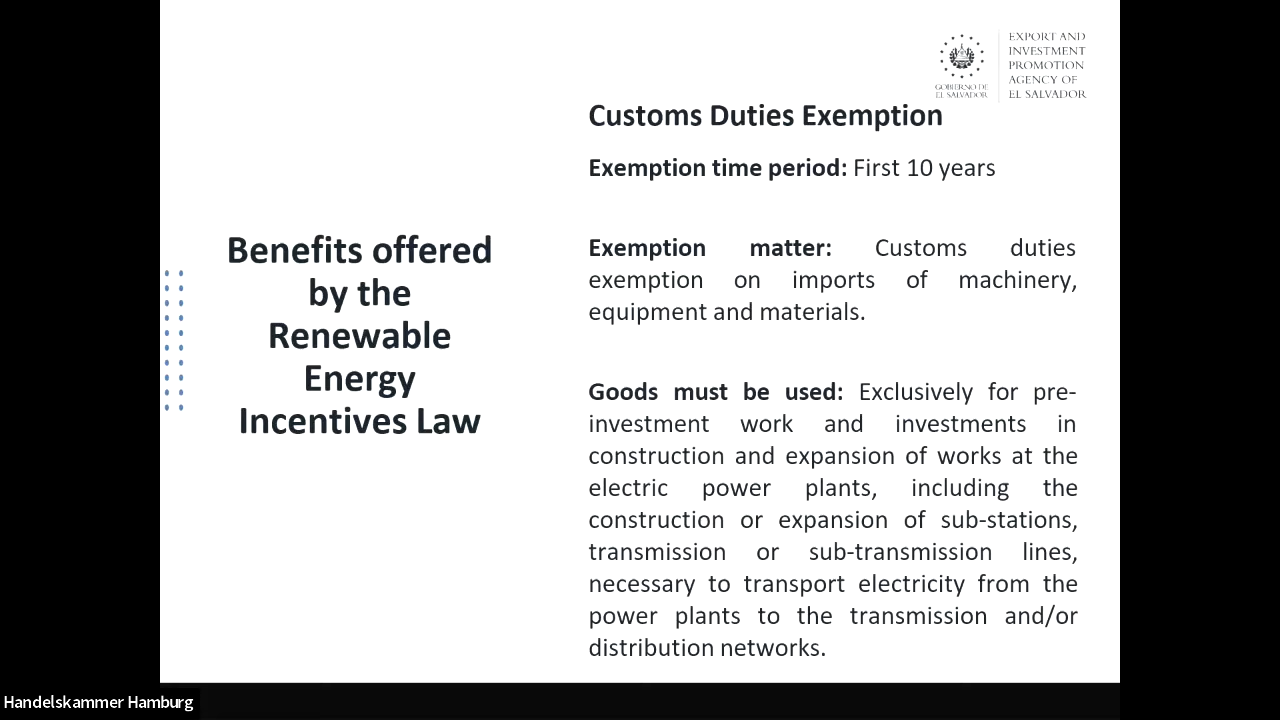 GOBIERNO DE
EL SALVADOR
EXPORT AND
INVESTMENT
PROMOTION
AGENCY OF
EL SALVADOR
Benefits offered
by the
Renewable
Energy
Incentives Law
Customs Duties Exemption
Exemption time period: First 10 years
Exemption matter: Customs duties
exemption on imports of machinery,
equipment and materials.
Goods must be used: Exclusively for pre-
investment work and investments in
construction and expansion of works at the
electric power plants, including the
construction or expansion of sub-stations,
transmission or sub-transmission lines,
necessary to transport electricity from the
power plants to the transmission and/or
distribution networks.
Handelskammer Hamburg